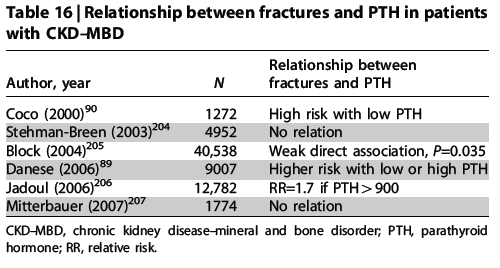 Table 16 | Relationship between fractures and PTH in patients
with CKD–MBD
Relationship between
Author, year N fractures and PTH
Coco (2000)90 1272 High risk with low PTH
Stehman-Breen (2003)204 4952 No relation
Block (2004)205 40,538 Weak direct association, P=0.035
Danese (2006)89 9007 Higher risk with low or high PTH
Jadoul (2006)206 12,782 RR=1.7 if PTH > 900
Mitterbauer (2007)207 1774 No relation
CKD–MBD, chronic kidney disease–mineral and bone disorder; PTH, parathyroid
hormone; RR, relative risk.